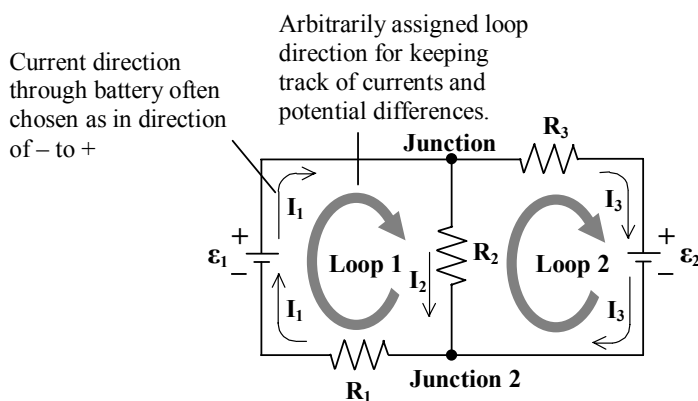 Arbitrarily assigned loop
direction for keeping
track of currents and
potential differences.
Current direction
through battery often
chosen as in direction
of – to +
Junction
R3
I1
I3
+
ε1
–
Loop 1
R2
I2
Loop 2
+
ε2
–
I1
I3
R1
Junction 2